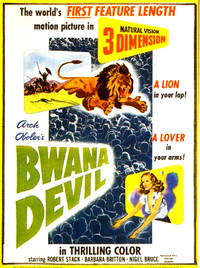 The world's FIRST FEATURE LENGTH
motion picture in
NATURAL VISION
3 DIMENSION
A LION
in your lap!
Arch
Oboler's
BWANA
DEVIL
A LOVER
in your arms!
in THRILLING COLOR
starring ROBERT STACK · BARBARA BRITTON · NIGEL BRUCE